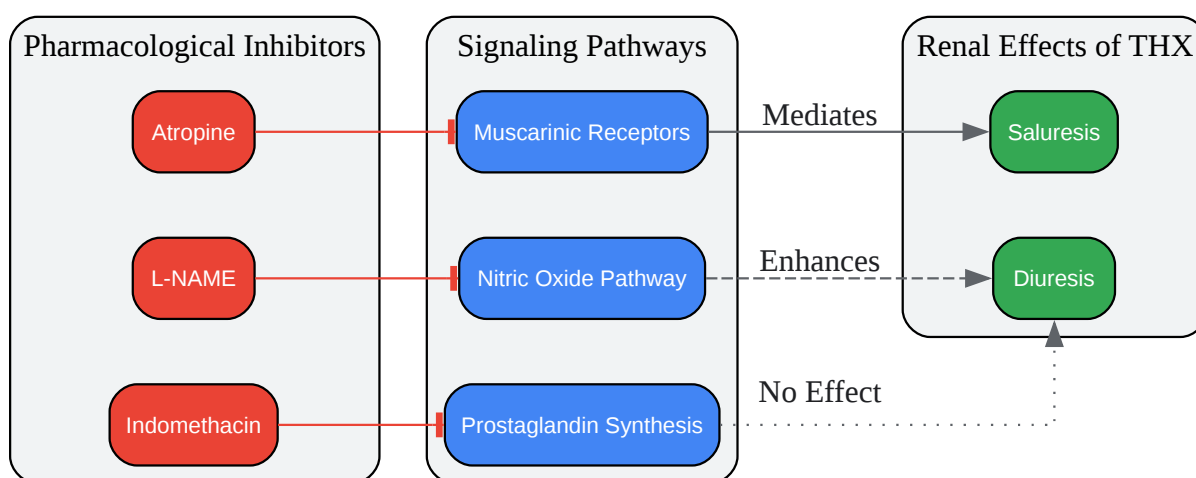 Pharmacological Inhibitors
Signaling Pathways
Renal Effects of THX
Atropine
Muscarinic Receptors
Mediates
Saluresis
L-NAME
Nitric Oxide Pathway
Enhances
Diuresis
Indomethacin
Prostaglandin Synthesis
No Effect